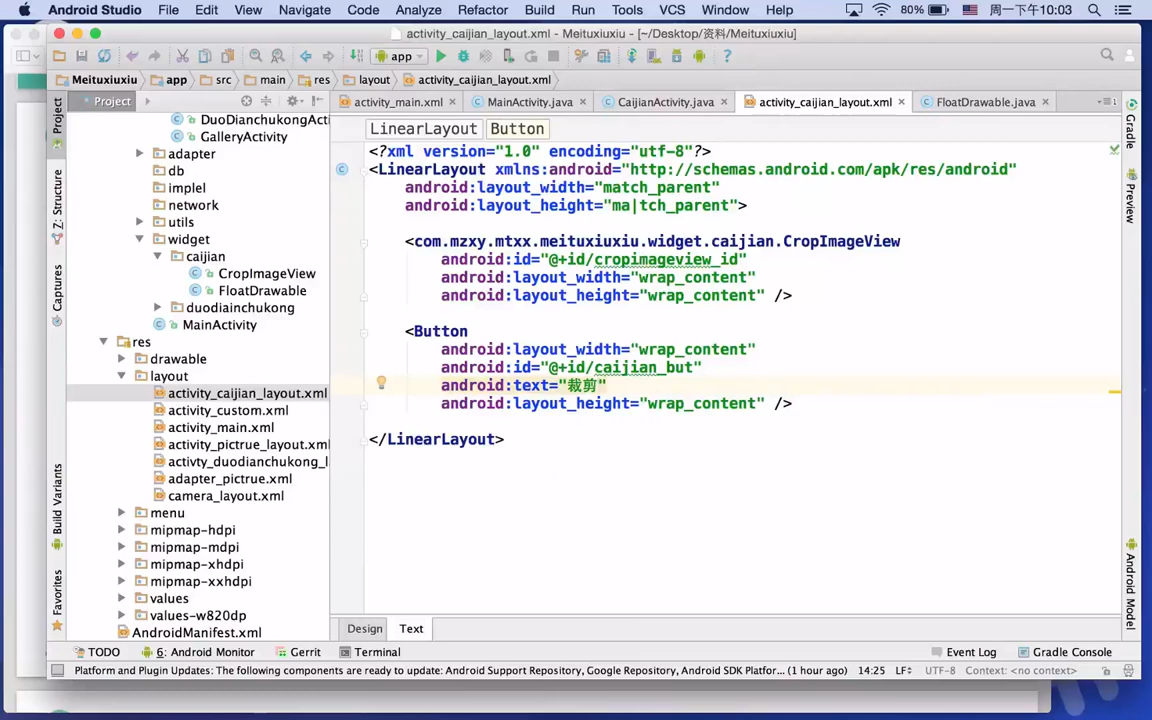 Android Studio File Edit View Navigate Code Analyze Refactor Build Run Tools VCS Window Help 80% 周一下午10:03
activity_caijian_layout.xml - Meituxiuxiu - [~/Desktop/资料/Meituxiuxiu]
app
Meituxiuxiu app src main res layout activity_caijian_layout.xml
Project activity_main.xml MainActivity.java CaijianActivity.java activity_caijian_layout.xml FloatDrawable.java
Project
Z: Structure
Captures
Build Variants
Favorites
DuoDianchukongActi
GalleryActivity
adapter
db
implel
network
utils
widget
caijian
CropImageView
FloatDrawable
duodiainchukong
MainActivity
res
drawable
layout
activity_caijian_layout.xml
activity_custom.xml
activity_main.xml
activity_pictrue_layout.xml
activty_duodianchukong_l
adapter_pictrue.xml
camera_layout.xml
menu
mipmap-hdpi
mipmap-mdpi
mipmap-xhdpi
mipmap-xxhdpi
values
values-w820dp
AndroidManifest.xml
LinearLayout Button
<?xml version="1.0" encoding="utf-8"?>
<LinearLayout xmlns:android="http://schemas.android.com/apk/res/android"
android:layout_width="match_parent"
android:layout_height="match_parent">
<com.mzxy.mtxx.meituxiuxiu.widget.caijian.CropImageView
android:id="@+id/cropimageview_id"
android:layout_width="wrap_content"
android:layout_height="wrap_content" />
<Button
android:layout_width="wrap_content"
android:id="@+id/caijian_but"
android:text="裁剪"
android:layout_height="wrap_content" />
</LinearLayout>
Gradle
Preview
Android Model
Design Text
TODO 6: Android Monitor Gerrit Terminal Event Log Gradle Console
Platform and Plugin Updates: The following components are ready to update: Android Support Repository, Google Repository, Android SDK Platfor... (1 hour ago) 14:25 LF UTF-8 Context: <no context>